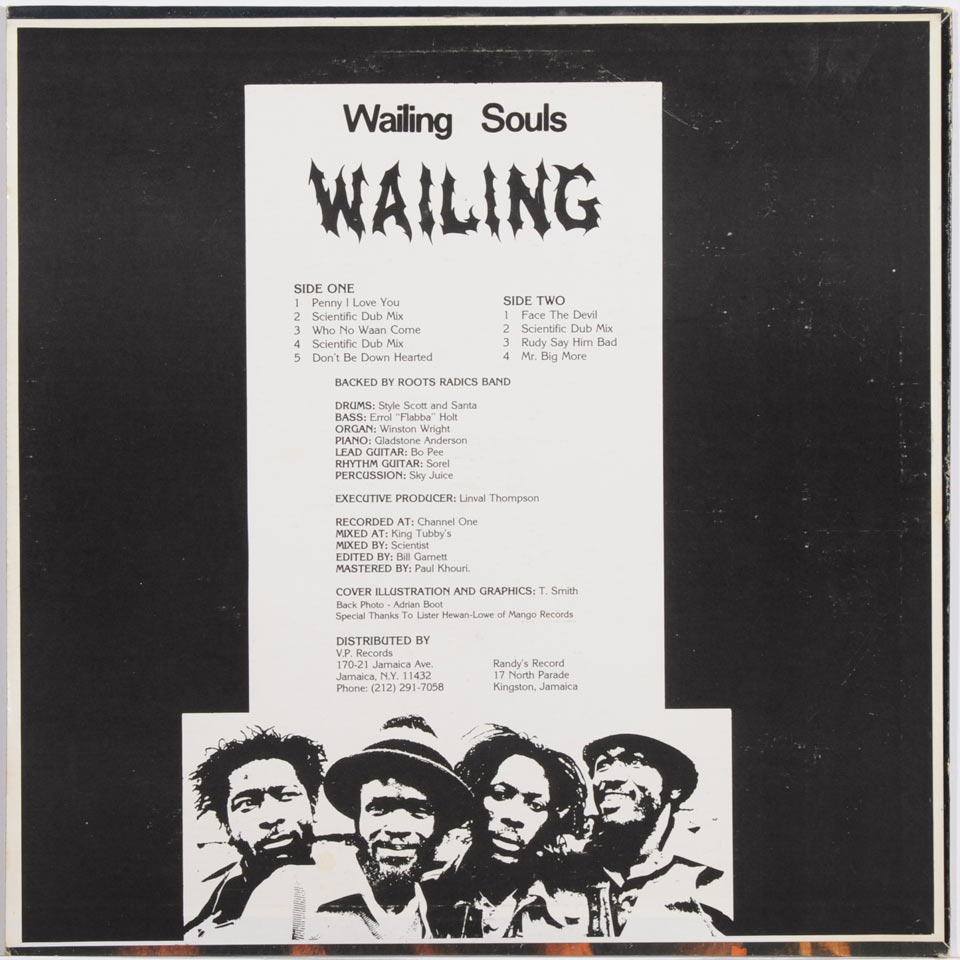 Wailing Souls
WAILING
SIDE ONE
1 Penny I Love You
2 Scientific Dub Mix
3 Who No Waan Come
4 Scientific Dub Mix
5 Don't Be Down Hearted
SIDE TWO
1 Face The Devil
2 Scientific Dub Mix
3 Rudy Say Him Bad
4 Mr. Big More
BACKED BY ROOTS RADICS BAND
DRUMS: Style Scott and Santa
BASS: Errol "Flabba" Holt
ORGAN: Winston Wright
PIANO: Gladstone Anderson
LEAD GUITAR: Bo Pee
RHYTHM GUITAR: Sorel
PERCUSSION: Sky Juice
EXECUTIVE PRODUCER: Linval Thompson
RECORDED AT: Channel One
MIXED AT: King Tubby's
MIXED BY: Scientist
EDITED BY: Bill Garnett
MASTERED BY: Paul Khouri.
COVER ILLUSTRATION AND GRAPHICS: T. Smith
Back Photo - Adrian Boot
Special Thanks To Lister Hewan-Lowe of Mango Records
DISTRIBUTED BY
V.P. Records
170-21 Jamaica Ave.
Jamaica, N.Y. 11432
Phone: (212) 291-7058
Randy's Record
17 North Parade
Kingston, Jamaica